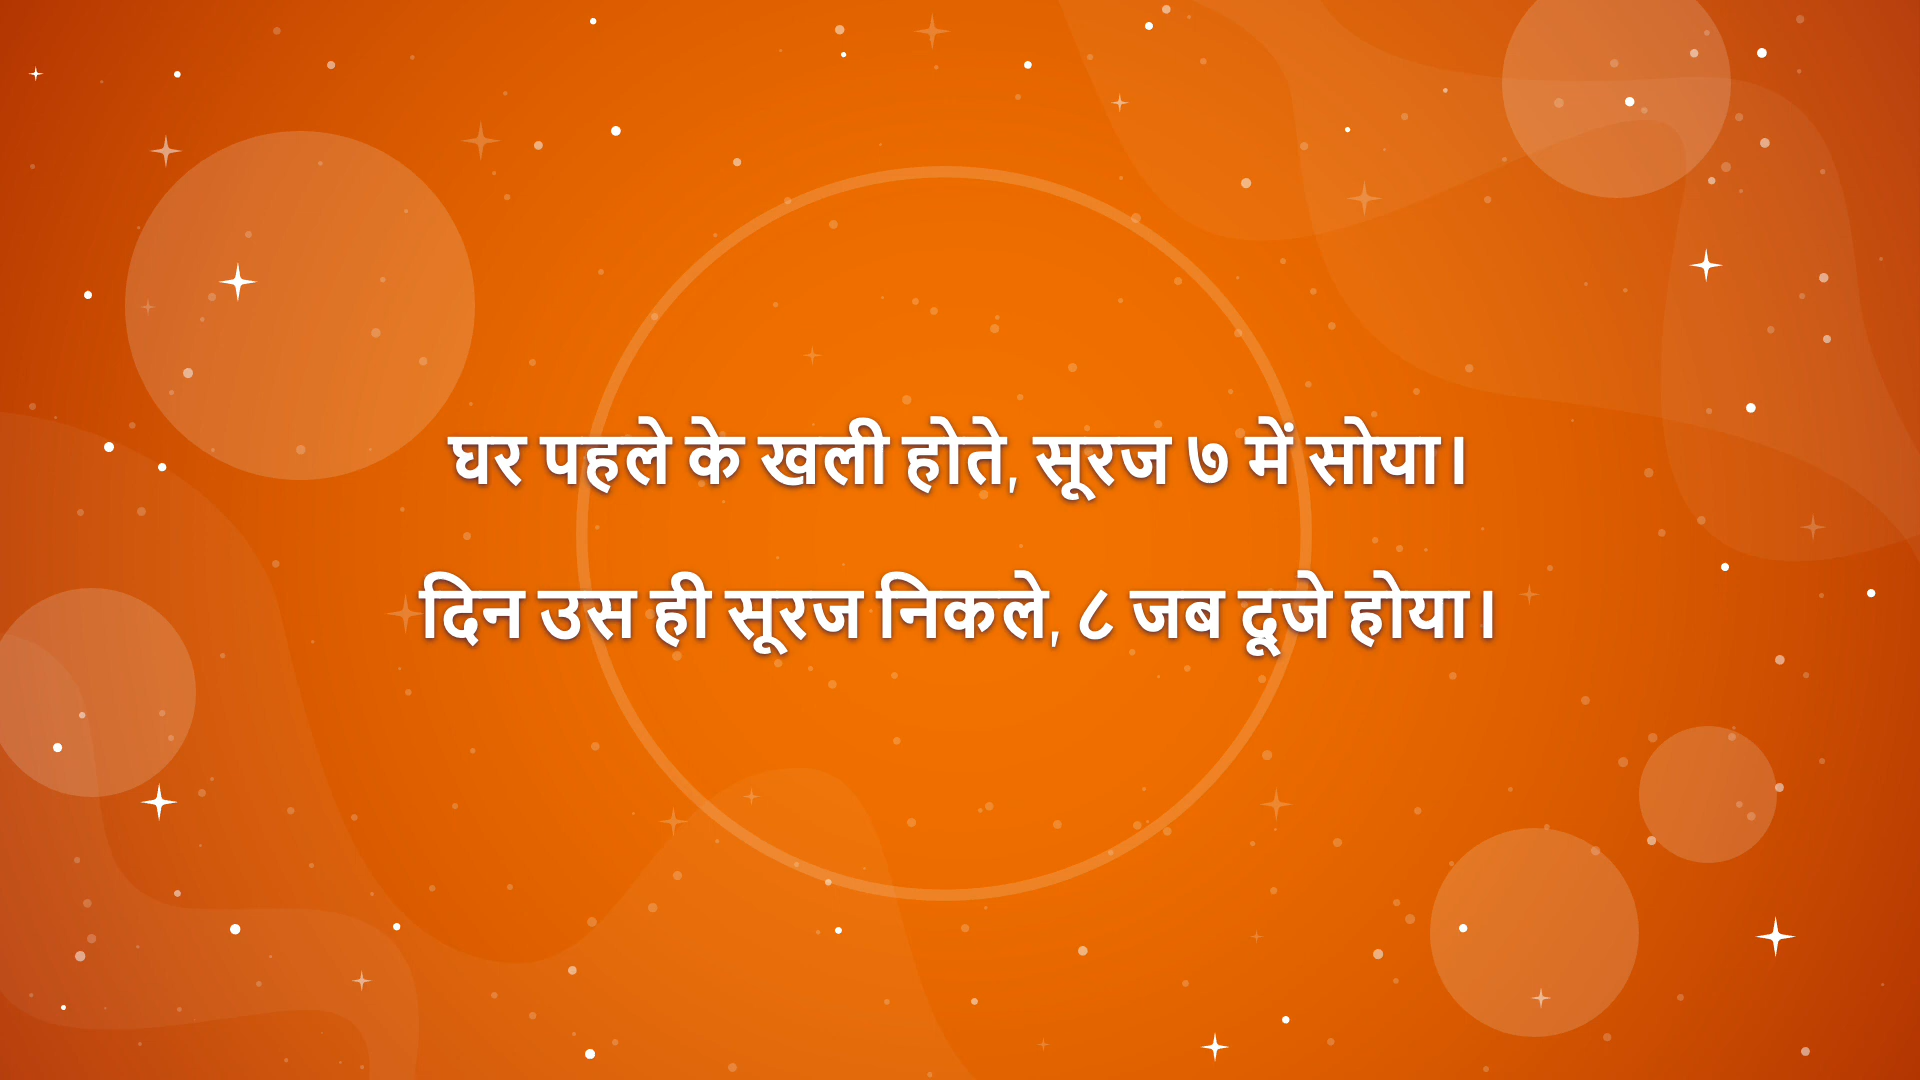 घर पहले के खली होते, सूरज ७ में सोया।
दिन उस ही सूरज निकले, ८ जब दूजे होया।